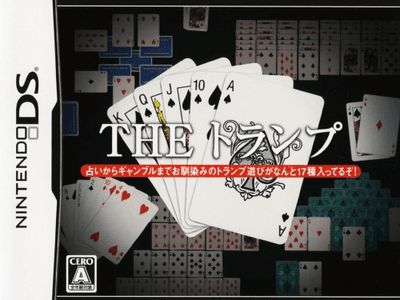 NINTENDO DS
K Q J 10 A
THE トランプ
占いからギャンブルまでお馴染みのトランプ遊びがなんと17種入ってるぞ!
CERO
A
全年齢対象